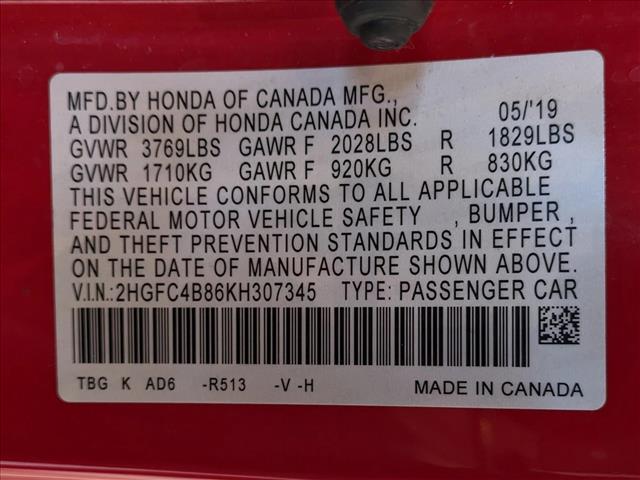 MFD.BY HONDA OF CANADA MFG.,
A DIVISION OF HONDA CANADA INC. 05/'19
GVWR 3769LBS GAWR F 2028LBS R 1829LBS
GVWR 1710KG GAWR F 920KG R 830KG
THIS VEHICLE CONFORMS TO ALL APPLICABLE
FEDERAL MOTOR VEHICLE SAFETY , BUMPER ,
AND THEFT PREVENTION STANDARDS IN EFFECT
ON THE DATE OF MANUFACTURE SHOWN ABOVE.
V.I.N.:2HGFC4B86KH307345 TYPE: PASSENGER CAR
TBG K AD6 -R513 -V -H MADE IN CANADA